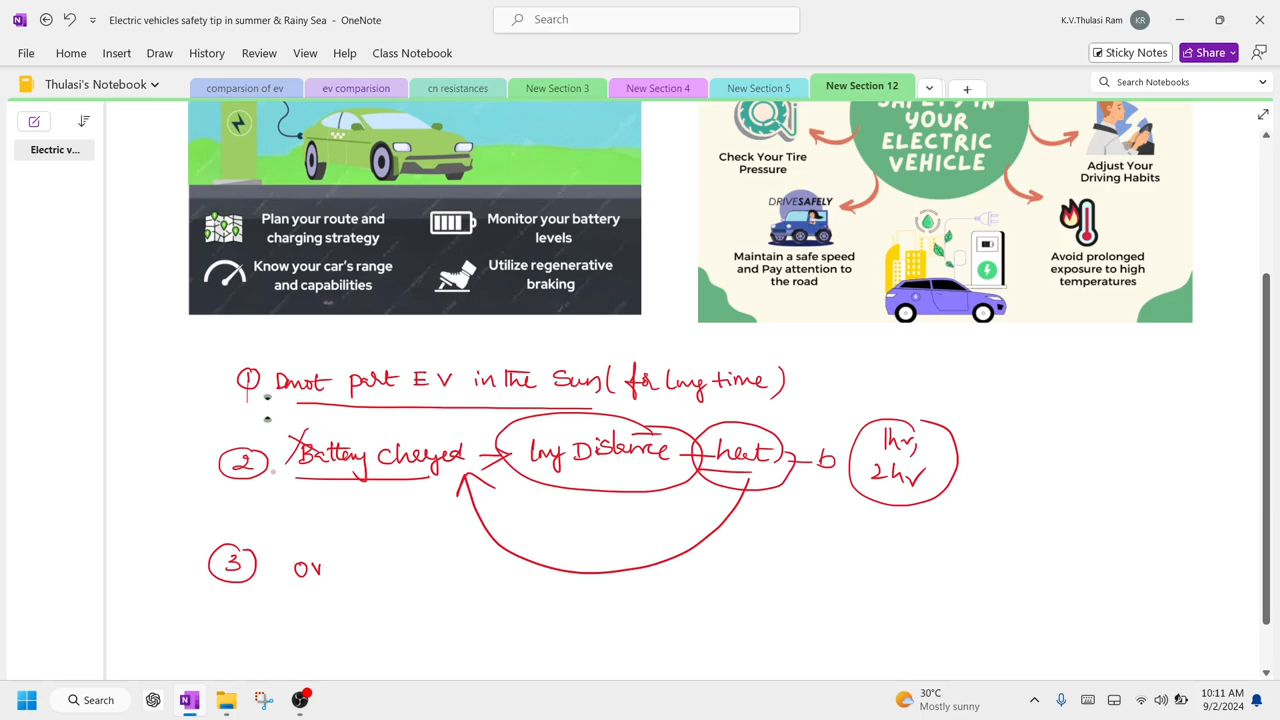 Electric vehicles safety tip in summer & Rainy Sea - OneNote
Search
K.V.Thulasi Ram
KR
File Home Insert Draw History Review View Help Class Notebook
Sticky Notes
Share
Thulasi's Notebook
comparsion of ev
ev comparision
cn resistances
New Section 3
New Section 4
New Section 5
New Section 12
Search Notebooks
Electric v...
Plan your route and
charging strategy
Monitor your battery
levels
Know your car's range
and capabilities
Utilize regenerative
braking
SAFETY IN
YOUR
ELECTRIC
VEHICLE
Check Your Tire
Pressure
Adjust Your
Driving Habits
DRIVESAFELY
Maintain a safe speed
and Pay attention to
the road
Avoid prolonged
exposure to high
temperatures
① Donot park EV in the Sun (for long time)
② Battery Charged → long Distance heat 1hr,
2hr
③ ov
Search
30°C
Mostly sunny
10:11 AM
9/2/2024